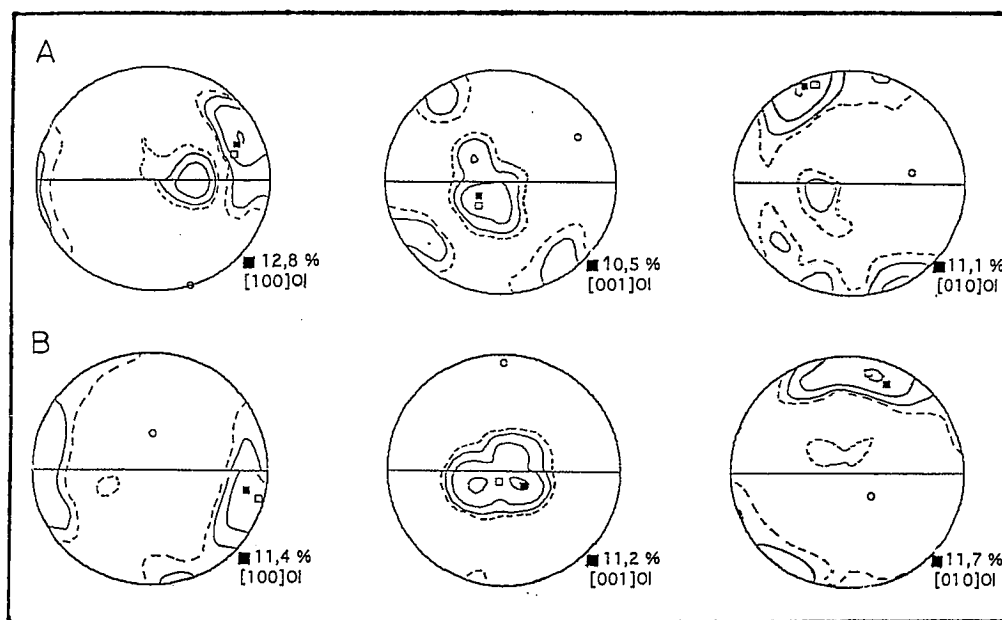 A
■ 12,8 %
[100]Ol
■ 10,5 %
[001]Ol
■ 11,1 %
[010]Ol
B
■ 11,4 %
[100]Ol
■ 11,2 %
[001]Ol
■ 11,7 %
[010]Ol